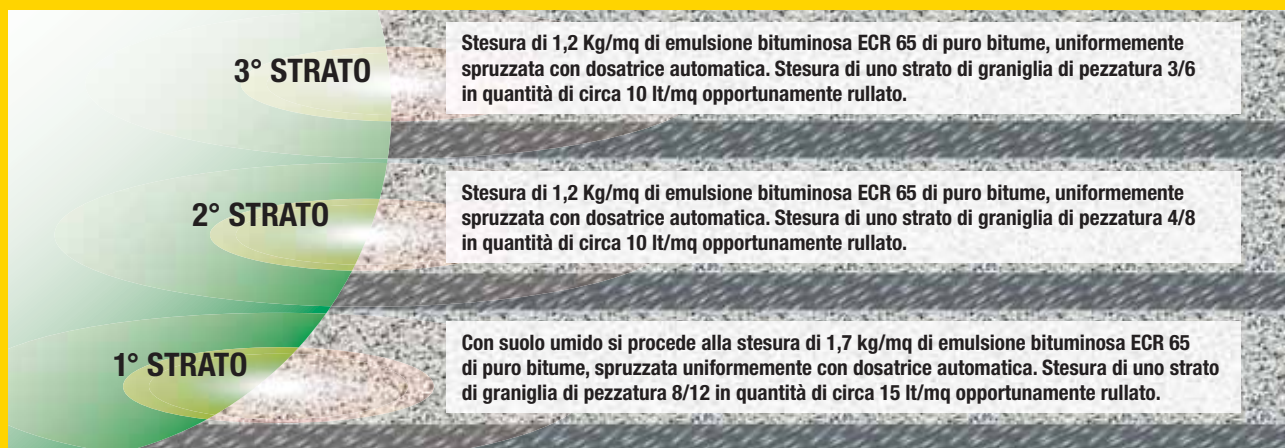 3° STRATO
Stesura di 1,2 Kg/mq di emulsione bituminosa ECR 65 di puro bitume, uniformemente
spruzzata con dosatrice automatica. Stesura di uno strato di graniglia di pezzatura 3/6
in quantità di circa 10 lt/mq opportunamente rullato.
2° STRATO
Stesura di 1,2 Kg/mq di emulsione bituminosa ECR 65 di puro bitume, uniformemente
spruzzata con dosatrice automatica. Stesura di uno strato di graniglia di pezzatura 4/8
in quantità di circa 10 lt/mq opportunamente rullato.
1° STRATO
Con suolo umido si procede alla stesura di 1,7 kg/mq di emulsione bituminosa ECR 65
di puro bitume, spruzzata uniformemente con dosatrice automatica. Stesura di uno strato
di graniglia di pezzatura 8/12 in quantità di circa 15 lt/mq opportunamente rullato.